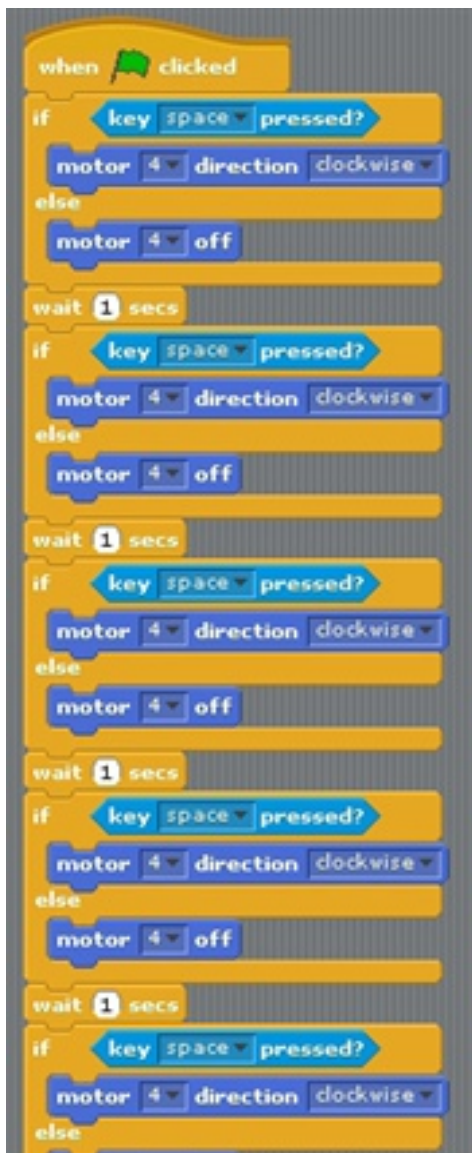 when clicked
if key space pressed?
motor 4 direction clockwise
else
motor 4 off
wait 1 secs
if key space pressed?
motor 4 direction clockwise
else
motor 4 off
wait 1 secs
if key space pressed?
motor 4 direction clockwise
else
motor 4 off
wait 1 secs
if key space pressed?
motor 4 direction clockwise
else
motor 4 off
wait 1 secs
if key space pressed?
motor 4 direction clockwise
else